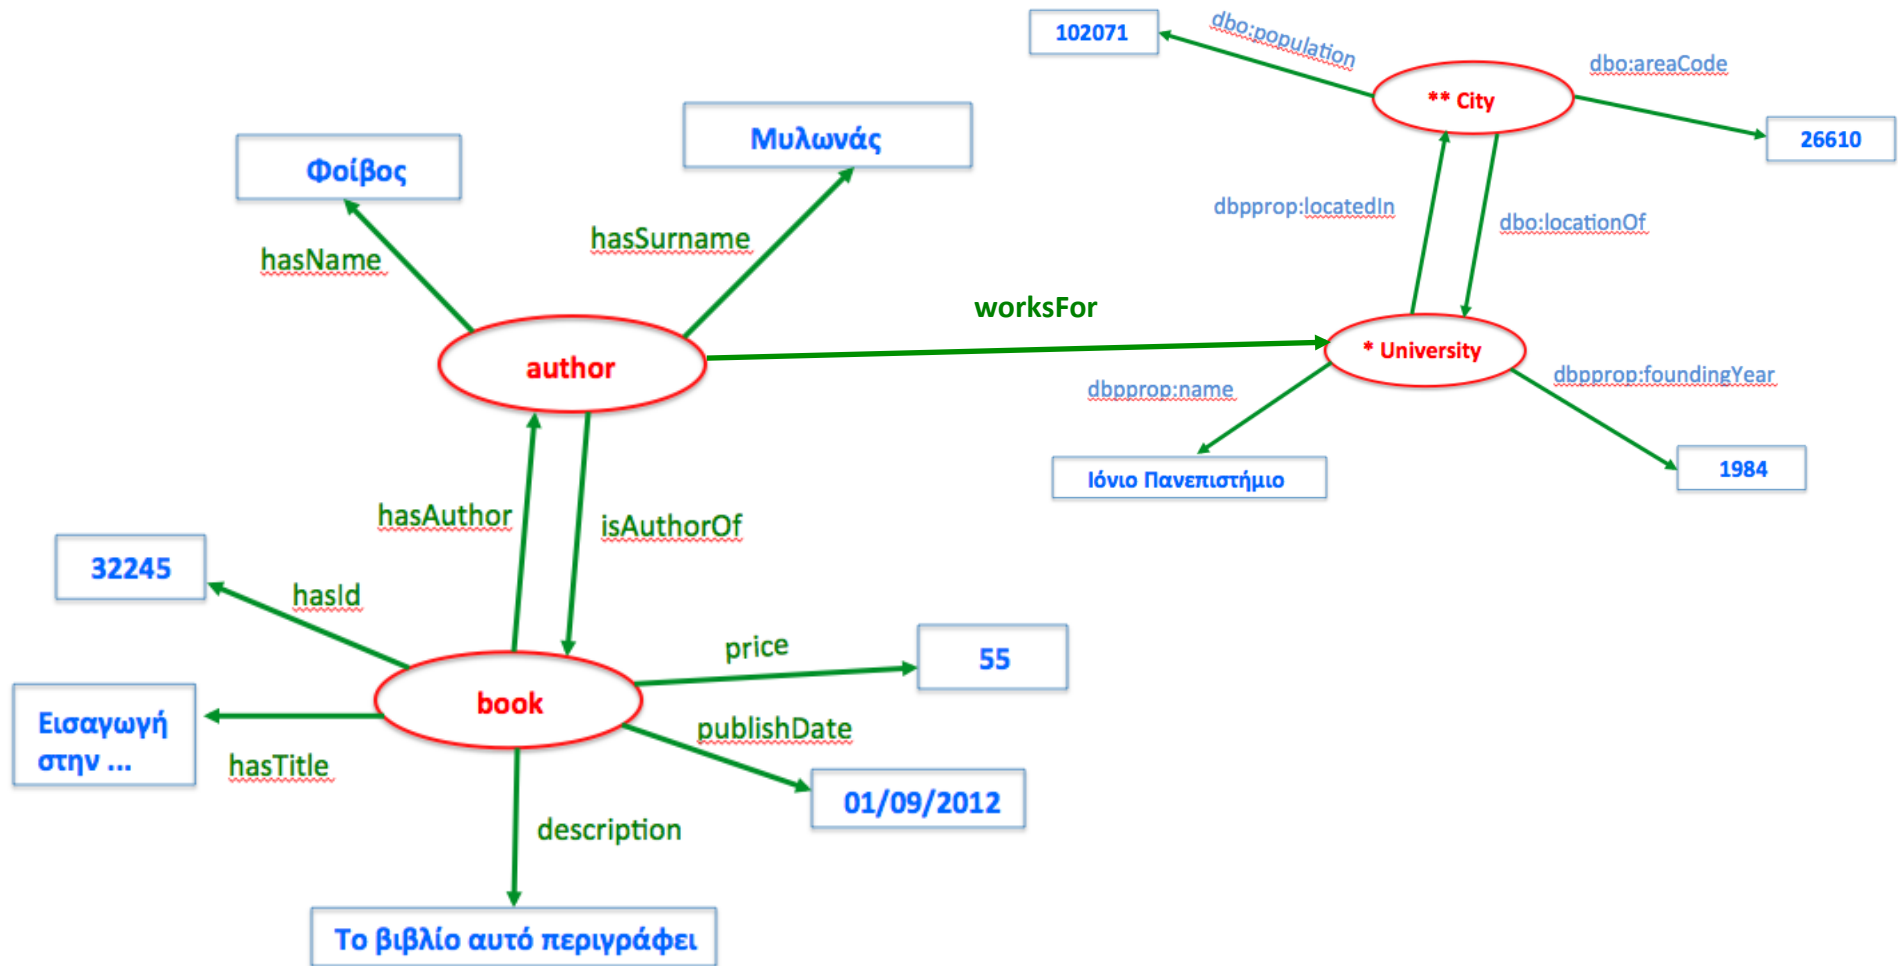 102071
dbo:population
dbo:areaCode
** City
26610
Φοίβος
Μυλωνάς
dbpprop:locatedIn
dbo:locationOf
hasName
hasSurname
worksFor
author
* University
dbpprop:name
dbpprop:foundingYear
Ιόνιο Πανεπιστήμιο
1984
hasAuthor
isAuthorOf
32245
hasId
price
55
book
Εισαγωγή
στην ...
hasTitle
publishDate
01/09/2012
description
Το βιβλίο αυτό περιγράφει